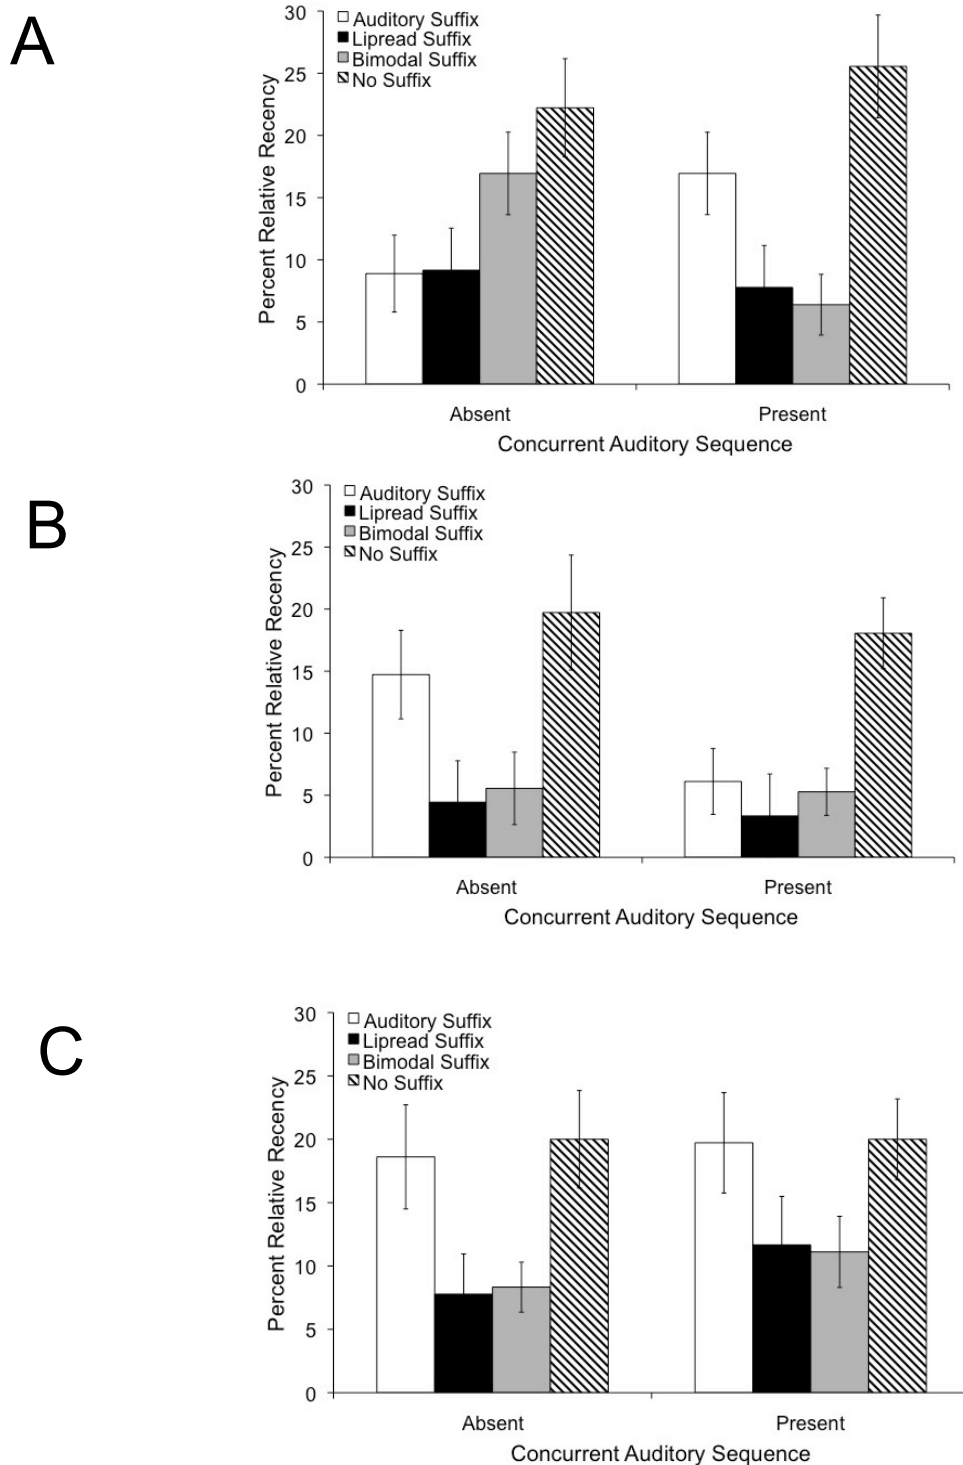 A
30
25
20
15
10
5
0
Percent Relative Recency
Auditory Suffix
Lipread Suffix
Bimodal Suffix
No Suffix
Absent Present
Concurrent Auditory Sequence
B
30
25
20
15
10
5
0
Percent Relative Recency
Auditory Suffix
Lipread Suffix
Bimodal Suffix
No Suffix
Absent Present
Concurrent Auditory Sequence
C
30
25
20
15
10
5
0
Percent Relative Recency
Auditory Suffix
Lipread Suffix
Bimodal Suffix
No Suffix
Absent Present
Concurrent Auditory Sequence